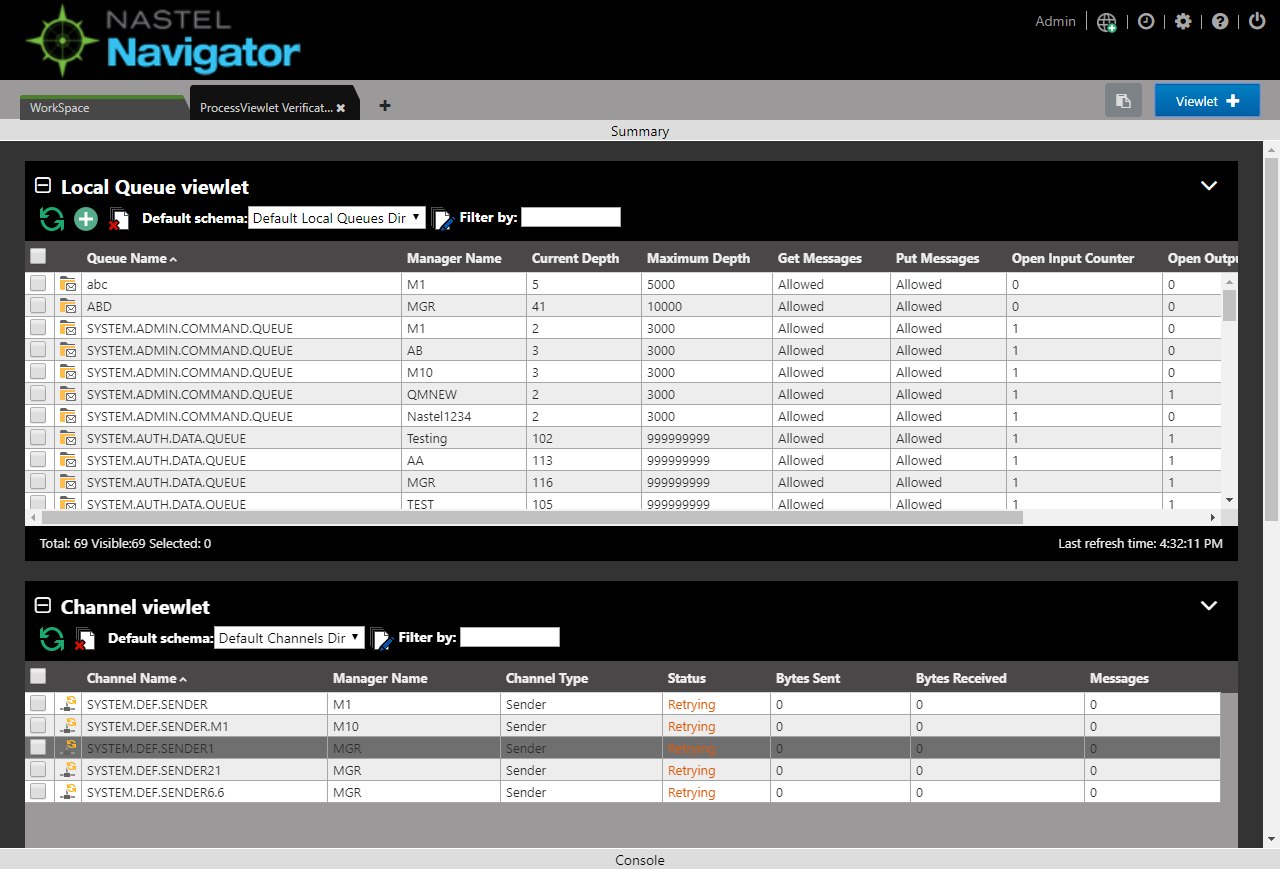 NASTEL
Navigator
Admin
WorkSpace
ProcessViewlet Verificat...
Viewlet
Summary
Local Queue viewlet
Default schema: Default Local Queues Dir Filter by:
Queue Name Manager Name Current Depth Maximum Depth Get Messages Put Messages Open Input Counter Open Outpu
abc M1 5 5000 Allowed Allowed 0 0
ABD MGR 41 10000 Allowed Allowed 0 0
SYSTEM.ADMIN.COMMAND.QUEUE M1 2 3000 Allowed Allowed 1 0
SYSTEM.ADMIN.COMMAND.QUEUE AB 3 3000 Allowed Allowed 1 0
SYSTEM.ADMIN.COMMAND.QUEUE M10 3 3000 Allowed Allowed 1 0
SYSTEM.ADMIN.COMMAND.QUEUE QMNEW 2 3000 Allowed Allowed 1 1
SYSTEM.ADMIN.COMMAND.QUEUE Nastel1234 2 3000 Allowed Allowed 1 0
SYSTEM.AUTH.DATA.QUEUE Testing 102 999999999 Allowed Allowed 1 1
SYSTEM.AUTH.DATA.QUEUE AA 113 999999999 Allowed Allowed 1 1
SYSTEM.AUTH.DATA.QUEUE MGR 116 999999999 Allowed Allowed 1 1
SYSTEM.AUTH.DATA.QUEUE TEST 105 999999999 Allowed Allowed 1 1
Total: 69 Visible:69 Selected: 0 Last refresh time: 4:32:11 PM
Channel viewlet
Default schema: Default Channels Dir Filter by:
Channel Name Manager Name Channel Type Status Bytes Sent Bytes Received Messages
SYSTEM.DEF.SENDER M1 Sender Retrying 0 0 0
SYSTEM.DEF.SENDER.M1 M10 Sender Retrying 0 0 0
SYSTEM.DEF.SENDER1 MGR Sender Retrying 0 0 0
SYSTEM.DEF.SENDER21 MGR Sender Retrying 0 0 0
SYSTEM.DEF.SENDER6.6 MGR Sender Retrying 0 0 0
Console